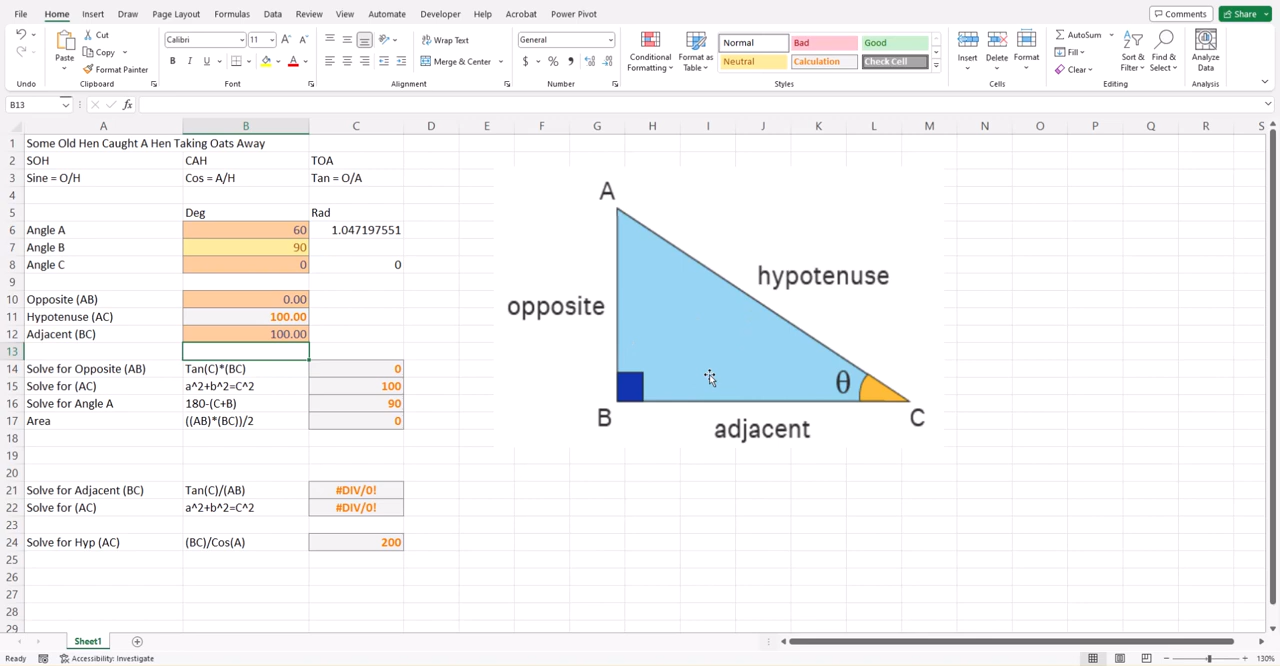 File Home Insert Draw Page Layout Formulas Data Review View Automate Developer Help Acrobat Power Pivot Comments Share
Cut Calibri 11 Wrap Text General Normal Bad Good AutoSum
Paste Copy Conditional Formatting Format as Table Insert Delete Format Fill Sort & Filter Find & Select Analyze Data
Format Painter B I U Merge & Center $ % Neutral Calculation Check Cell Clear
Undo Clipboard Font Alignment Number Styles Cells Editing Analysis
B13 fx
A B C D E F G H I J K L M N O P Q R S
1 Some Old Hen Caught A Hen Taking Oats Away
2 SOH CAH TOA
3 Sine = O/H Cos = A/H Tan = O/A
4
5 Deg Rad
6 Angle A 60 1.047197551
7 Angle B 90
8 Angle C 0 0
9
10 Opposite (AB) 0.00
11 Hypotenuse (AC) 100.00
12 Adjacent (BC) 100.00
13
14 Solve for Opposite (AB) Tan(C)*(BC) 0
15 Solve for (AC) a^2+b^2=C^2 100
16 Solve for Angle A 180-(C+B) 90
17 Area ((AB)*(BC))/2 0
18
19
20
21 Solve for Adjacent (BC) Tan(C)/(AB) #DIV/0!
22 Solve for (AC) a^2+b^2=C^2 #DIV/0!
23
24 Solve for Hyp (AC) (BC)/Cos(A) 200
25
26
27
28
29
A
hypotenuse
opposite
θ
B C
adjacent
Sheet1
Ready Accessibility: Investigate 130%